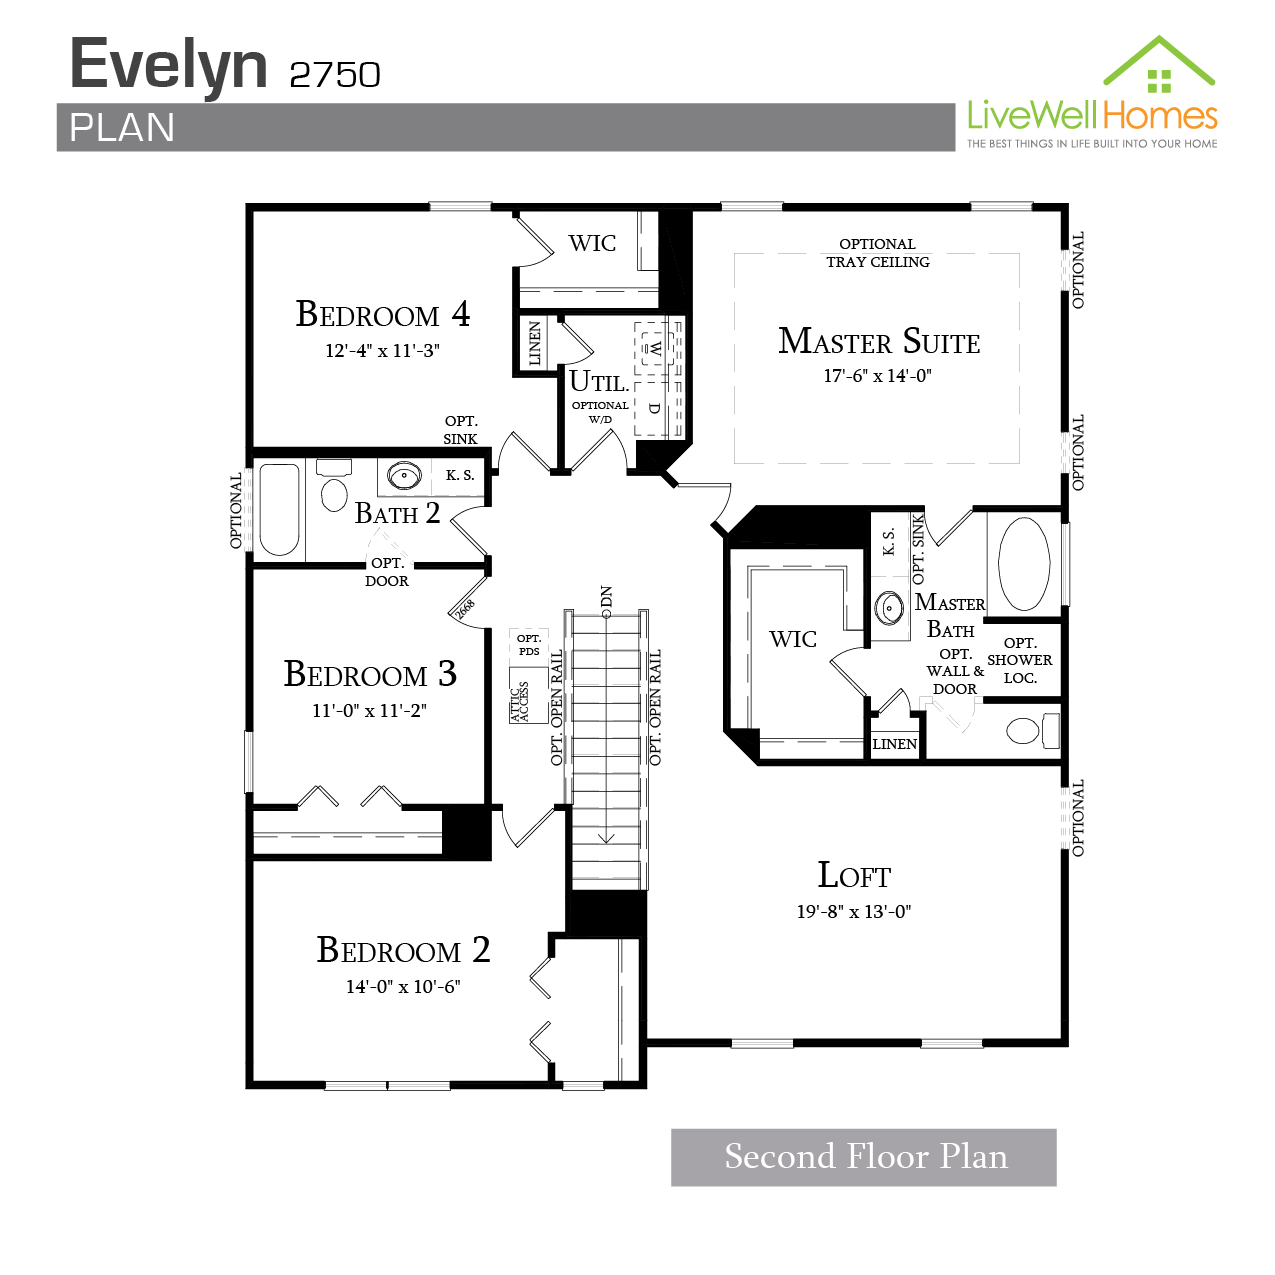 Evelyn 2750
PLAN
LiveWell Homes
THE BEST THINGS IN LIFE BUILT INTO YOUR HOME
WIC
OPTIONAL
TRAY CEILING
OPTIONAL
BEDROOM 4
12'-4" x 11'-3"
LINEN
W
MASTER SUITE
17'-6" x 14'-0"
UTIL.
OPTIONAL
W/D
D
OPT.
SINK
OPTIONAL
OPTIONAL
K. S.
BATH 2
OPT.
DOOR
2668
K. S.
OPT. SINK
MASTER
BATH
DN
WIC
OPT.
PDS
OPT.
WALL &
DOOR
OPT.
SHOWER
LOC.
BEDROOM 3
11'-0" x 11'-2"
ATTIC
ACCESS
OPT. OPEN RAIL
OPT. OPEN RAIL
LINEN
OPTIONAL
LOFT
19'-8" x 13'-0"
BEDROOM 2
14'-0" x 10'-6"
Second Floor Plan